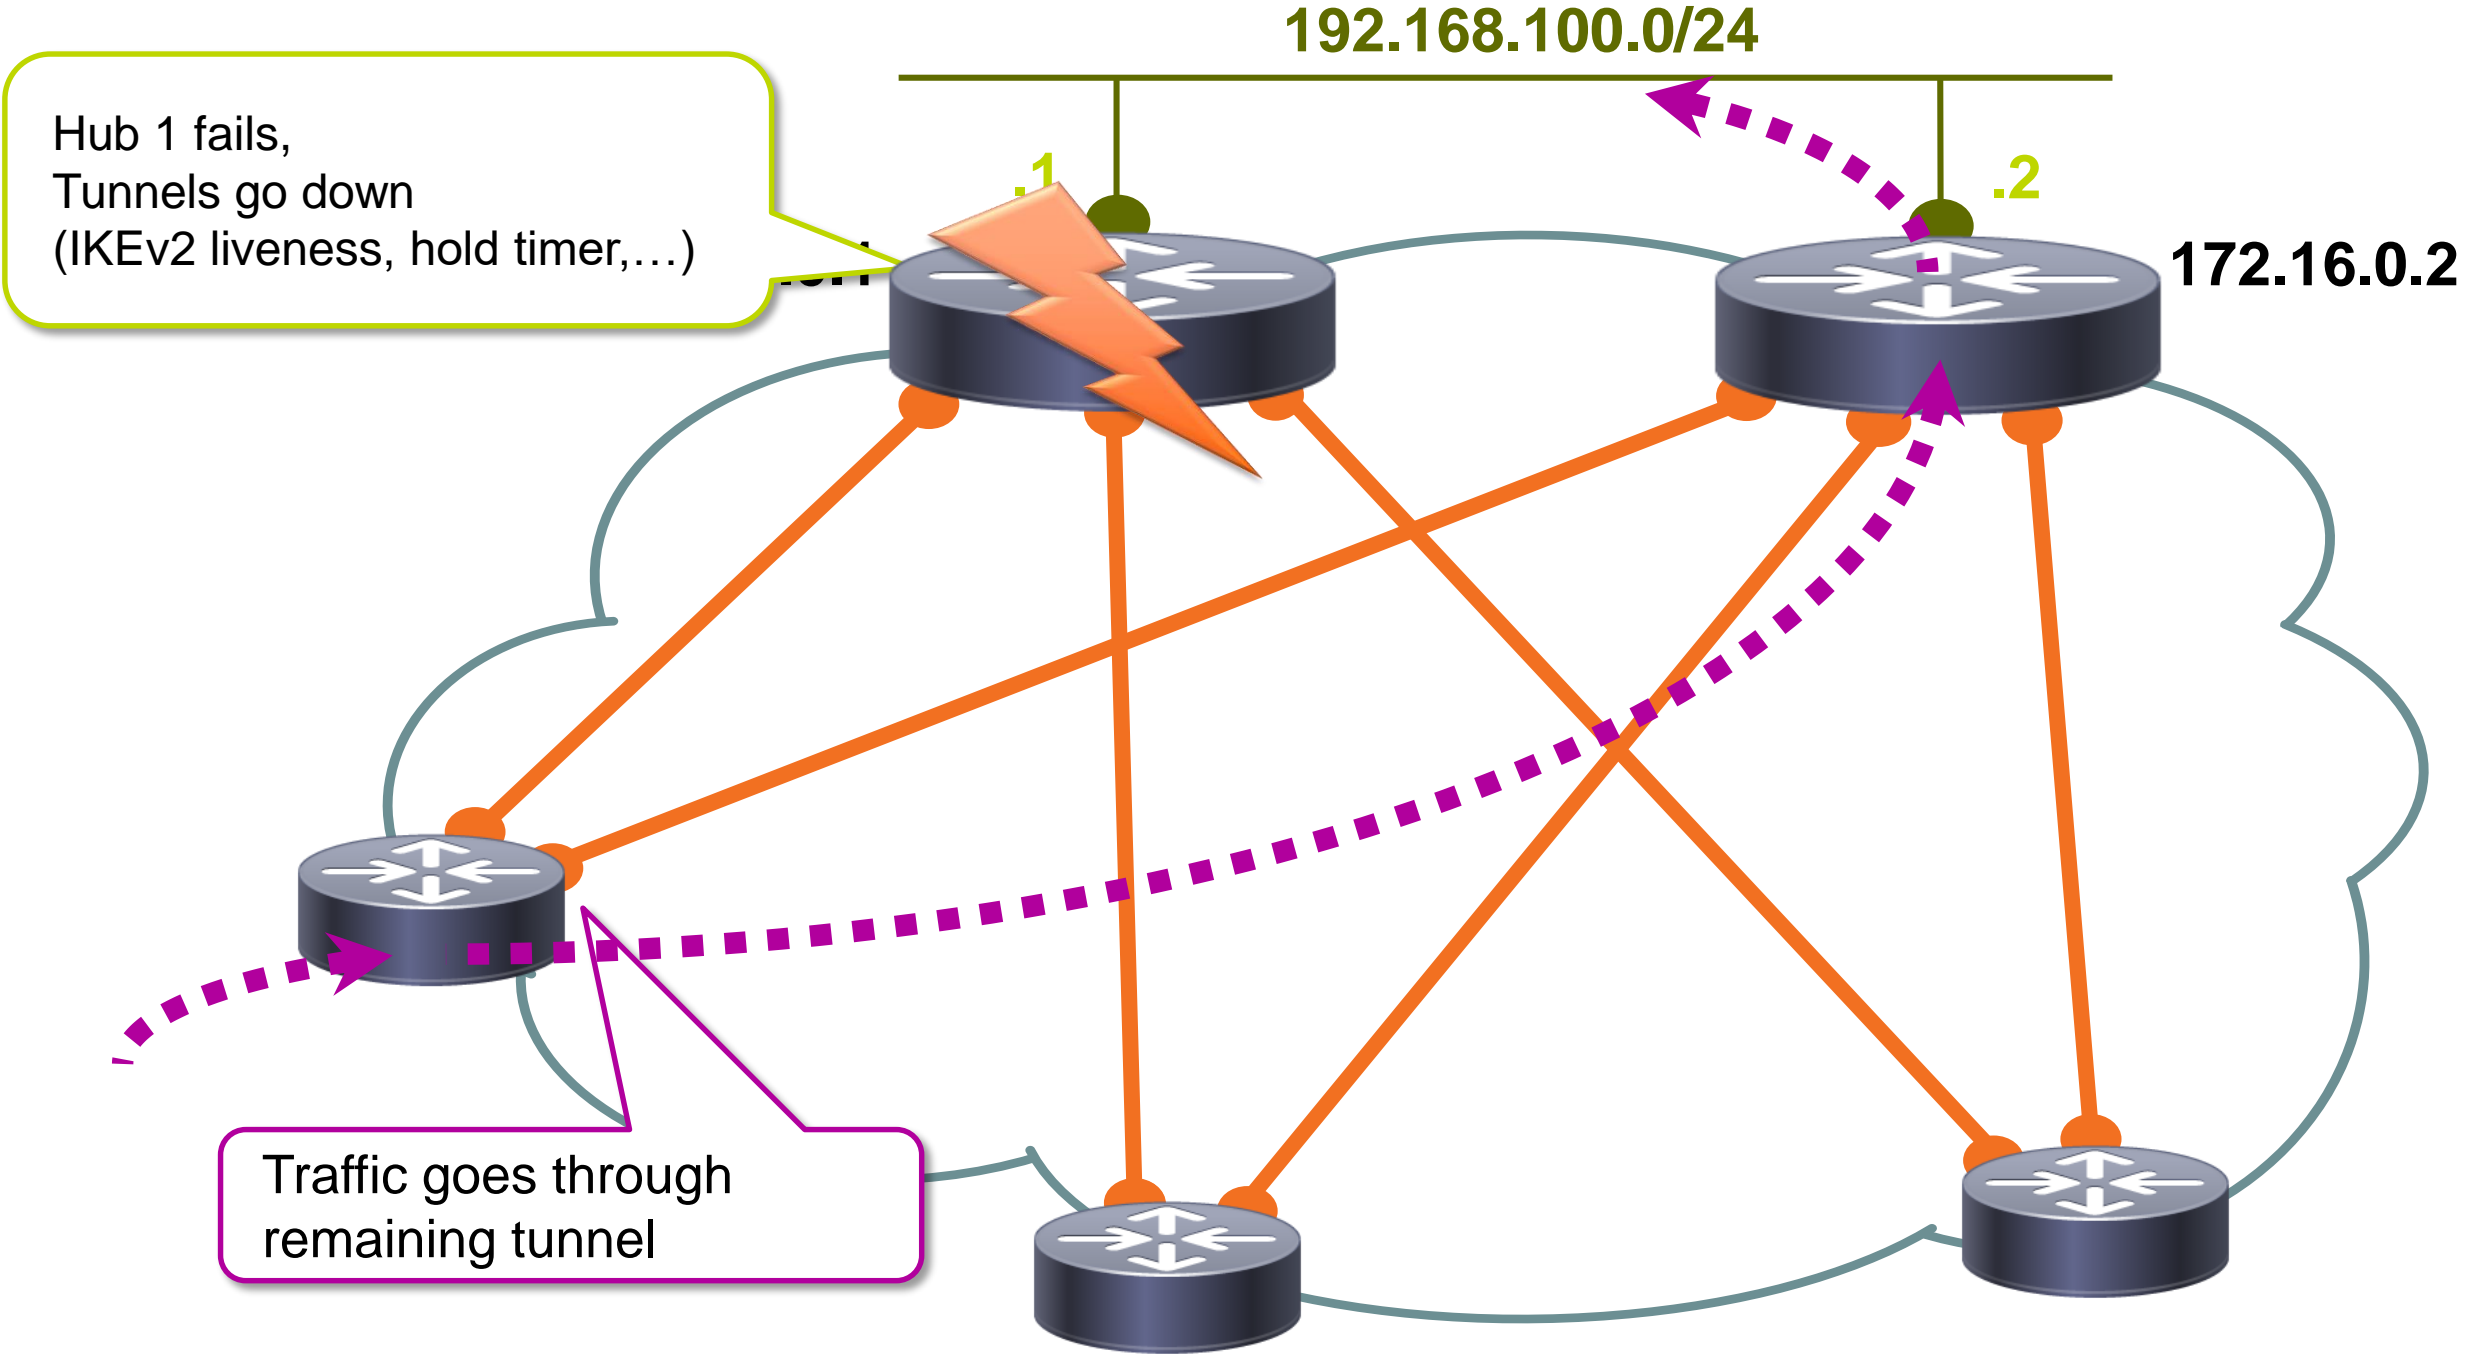 192.168.100.0/24
Hub 1 fails,
Tunnels go down
(IKEv2 liveness, hold timer,…)
.1
.2
172.16.0.2
Traffic goes through
remaining tunnel